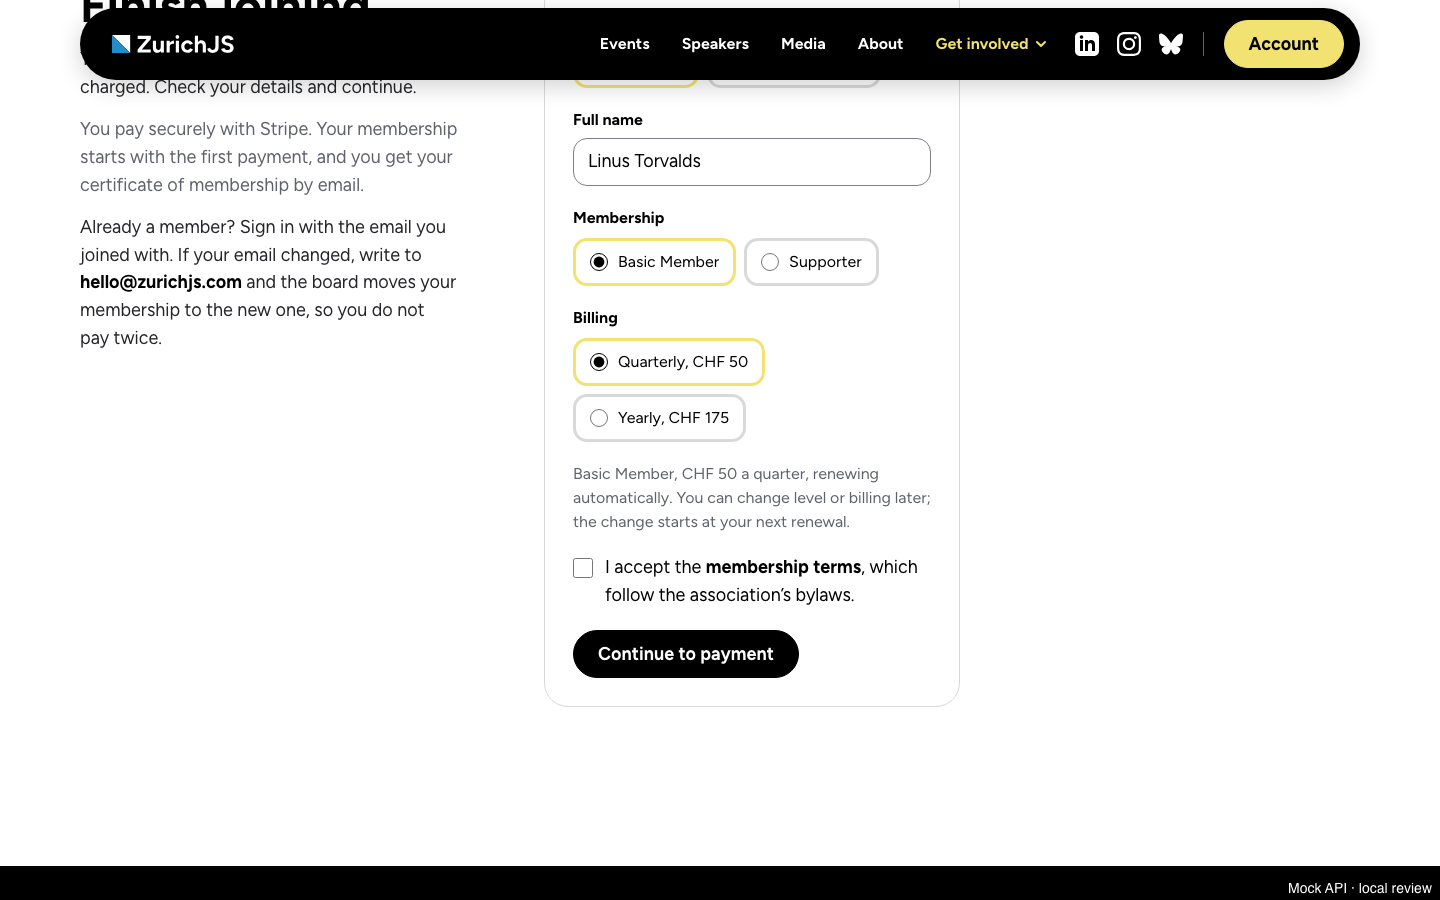 ZurichJS
Events
Speakers
Media
About
Get involved
Account
charged. Check your details and continue.
You pay securely with Stripe. Your membership
starts with the first payment, and you get your
certificate of membership by email.
Already a member? Sign in with the email you
joined with. If your email changed, write to
hello@zurichjs.com and the board moves your
membership to the new one, so you do not
pay twice.
Full name
Linus Torvalds
Membership
Basic Member
Supporter
Billing
Quarterly, CHF 50
Yearly, CHF 175
Basic Member, CHF 50 a quarter, renewing
automatically. You can change level or billing later;
the change starts at your next renewal.
I accept the membership terms, which
follow the association’s bylaws.
Continue to payment
Mock API · local review